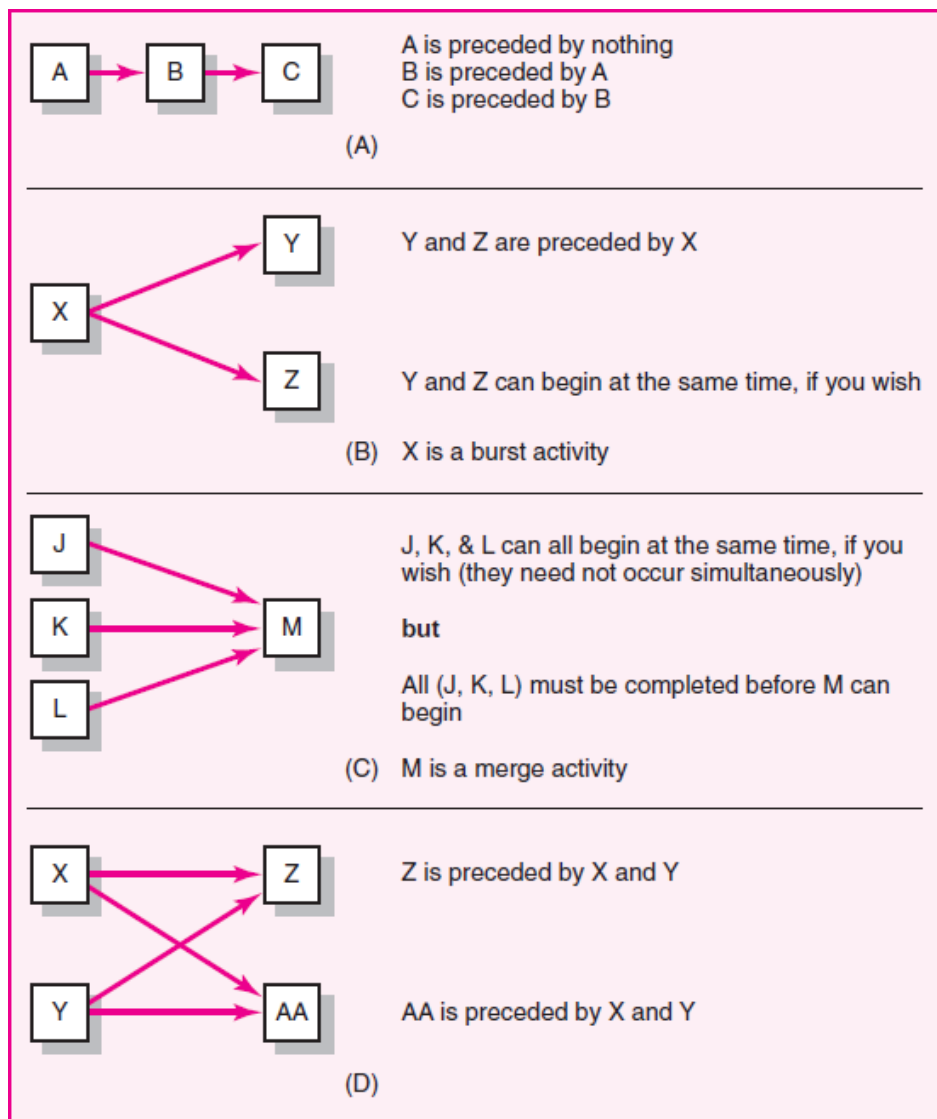 A
B
C
A is preceded by nothing
B is preceded by A
C is preceded by B
(A)
X
Y
Z
Y and Z are preceded by X
Y and Z can begin at the same time, if you wish
(B) X is a burst activity
J
K
L
M
J, K, & L can all begin at the same time, if you
wish (they need not occur simultaneously)
but
All (J, K, L) must be completed before M can
begin
(C) M is a merge activity
X
Z
Z is preceded by X and Y
Y
AA
AA is preceded by X and Y
(D)